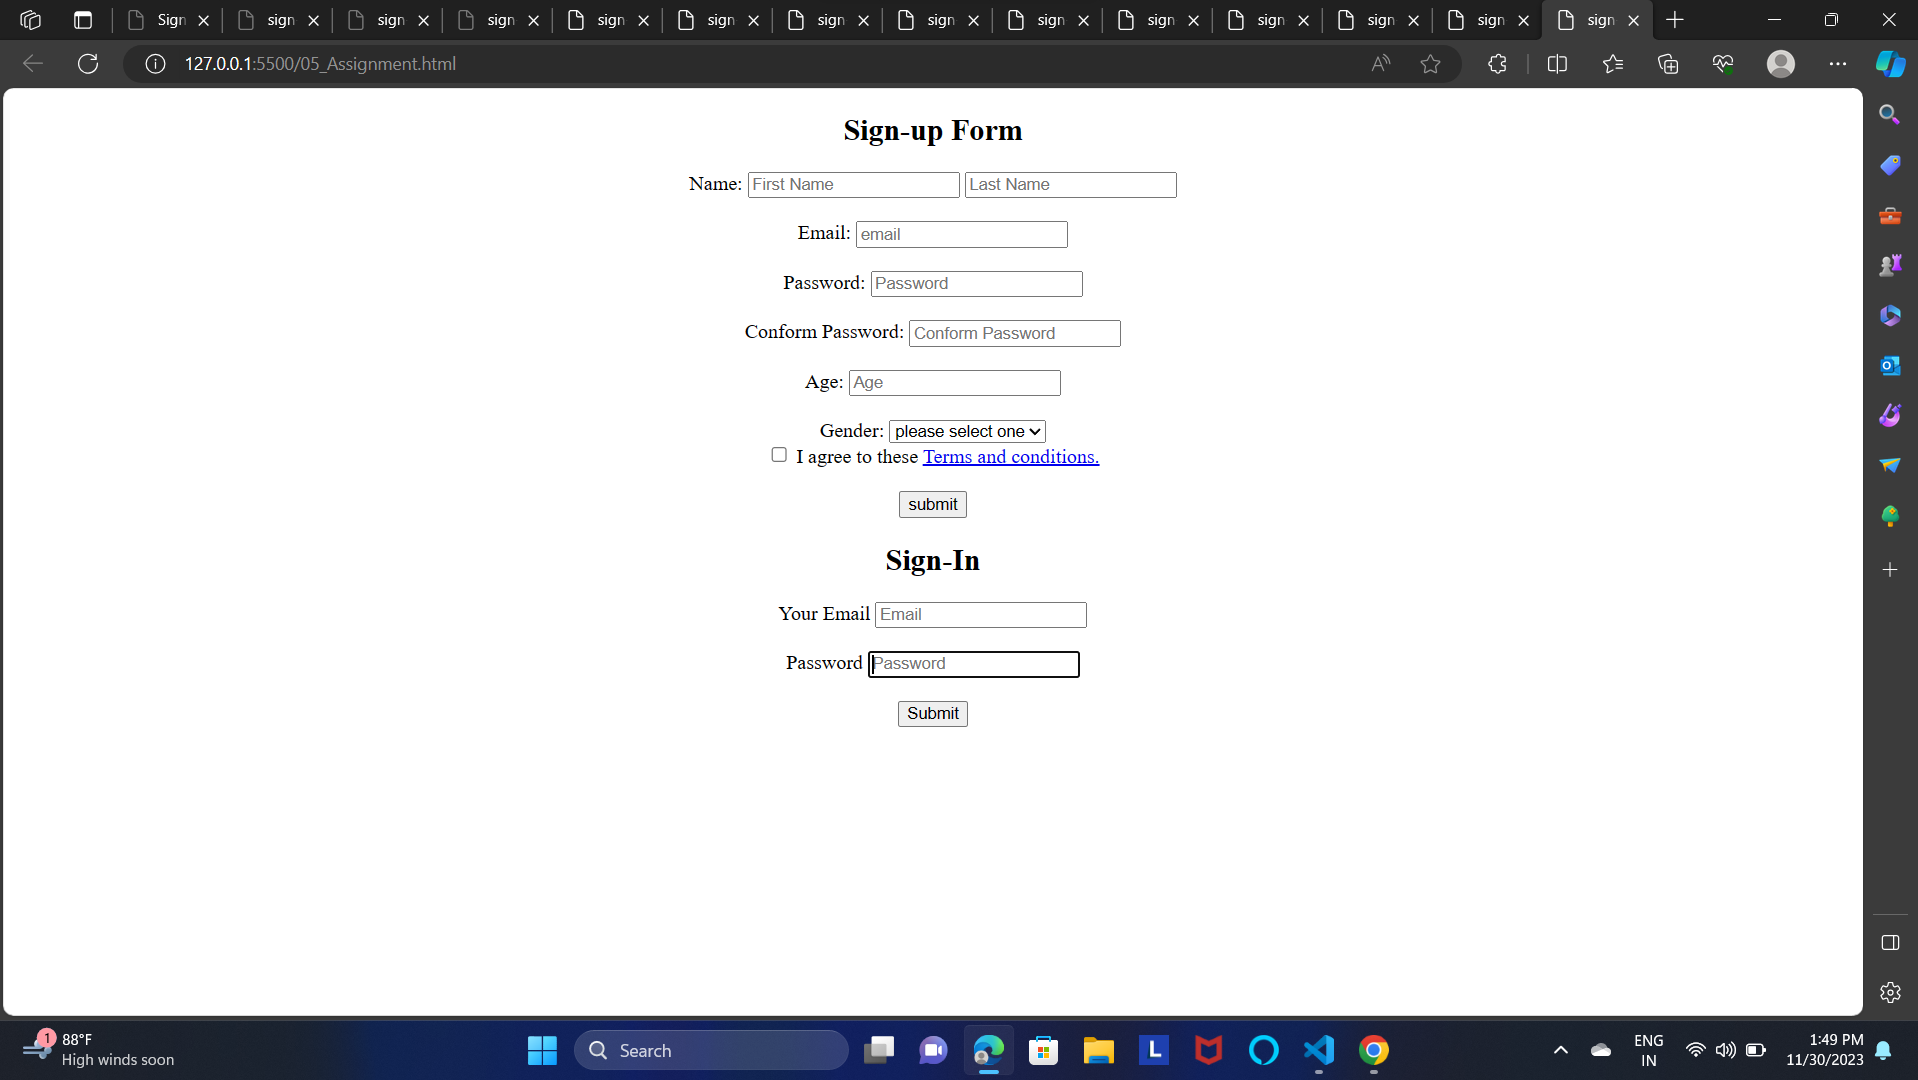 Sign sign sign sign sign sign sign sign sign sign sign sign sign sign
127.0.0.1:5500/05_Assignment.html
Sign-up Form
Name: First Name Last Name
Email: email
Password: Password
Conform Password: Conform Password
Age: Age
Gender: please select one
I agree to these Terms and conditions.
submit
Sign-In
Your Email Email
Password Password
Submit
1 88°F
High winds soon
Search
L
ENG
IN
1:49 PM
11/30/2023